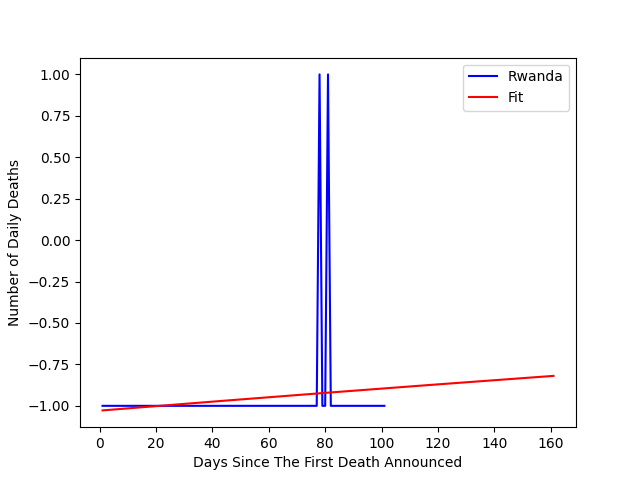 1.00
0.75
0.50
0.25
0.00
−0.25
−0.50
−0.75
−1.00
Number of Daily Deaths
Rwanda
Fit
0 20 40 60 80 100 120 140 160
Days Since The First Death Announced